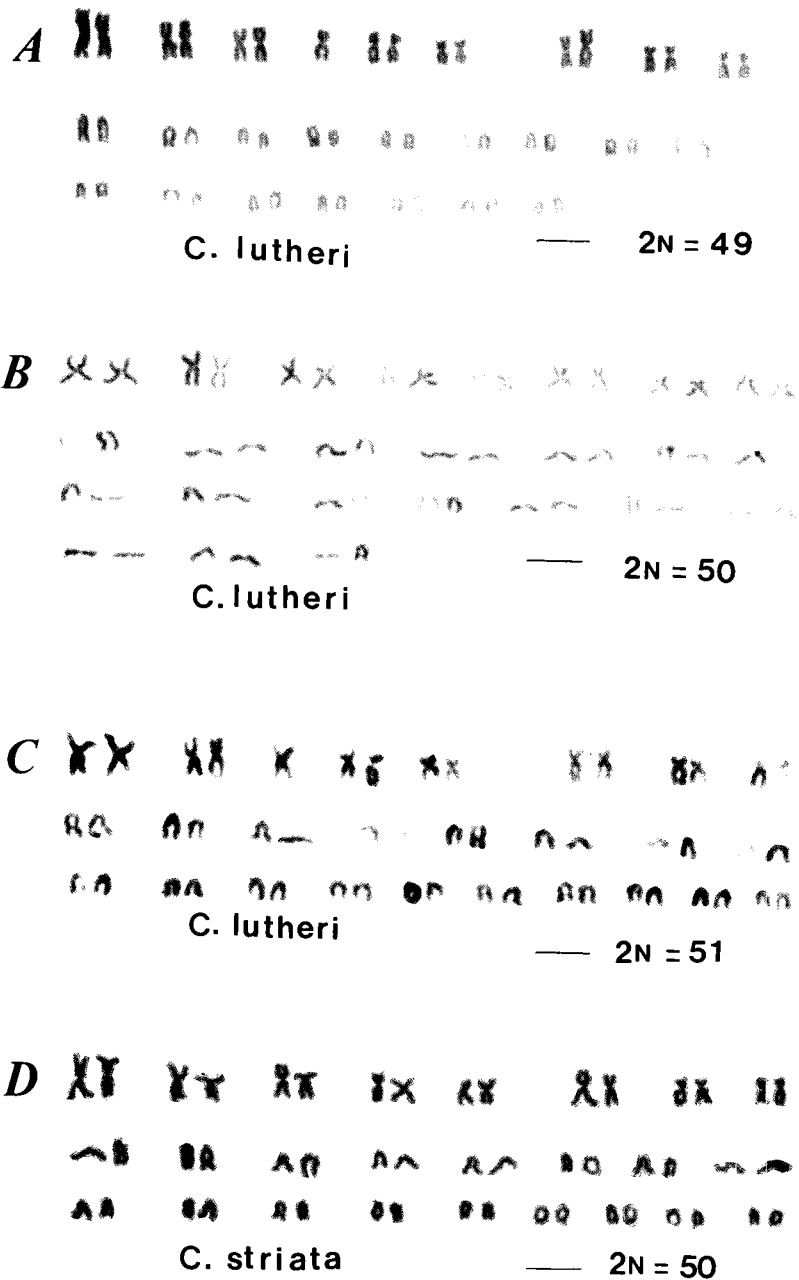 A
C. lutheri
2N = 49
B
C. lutheri
2N = 50
C
C. lutheri
2N = 51
D
C. striata
2N = 50